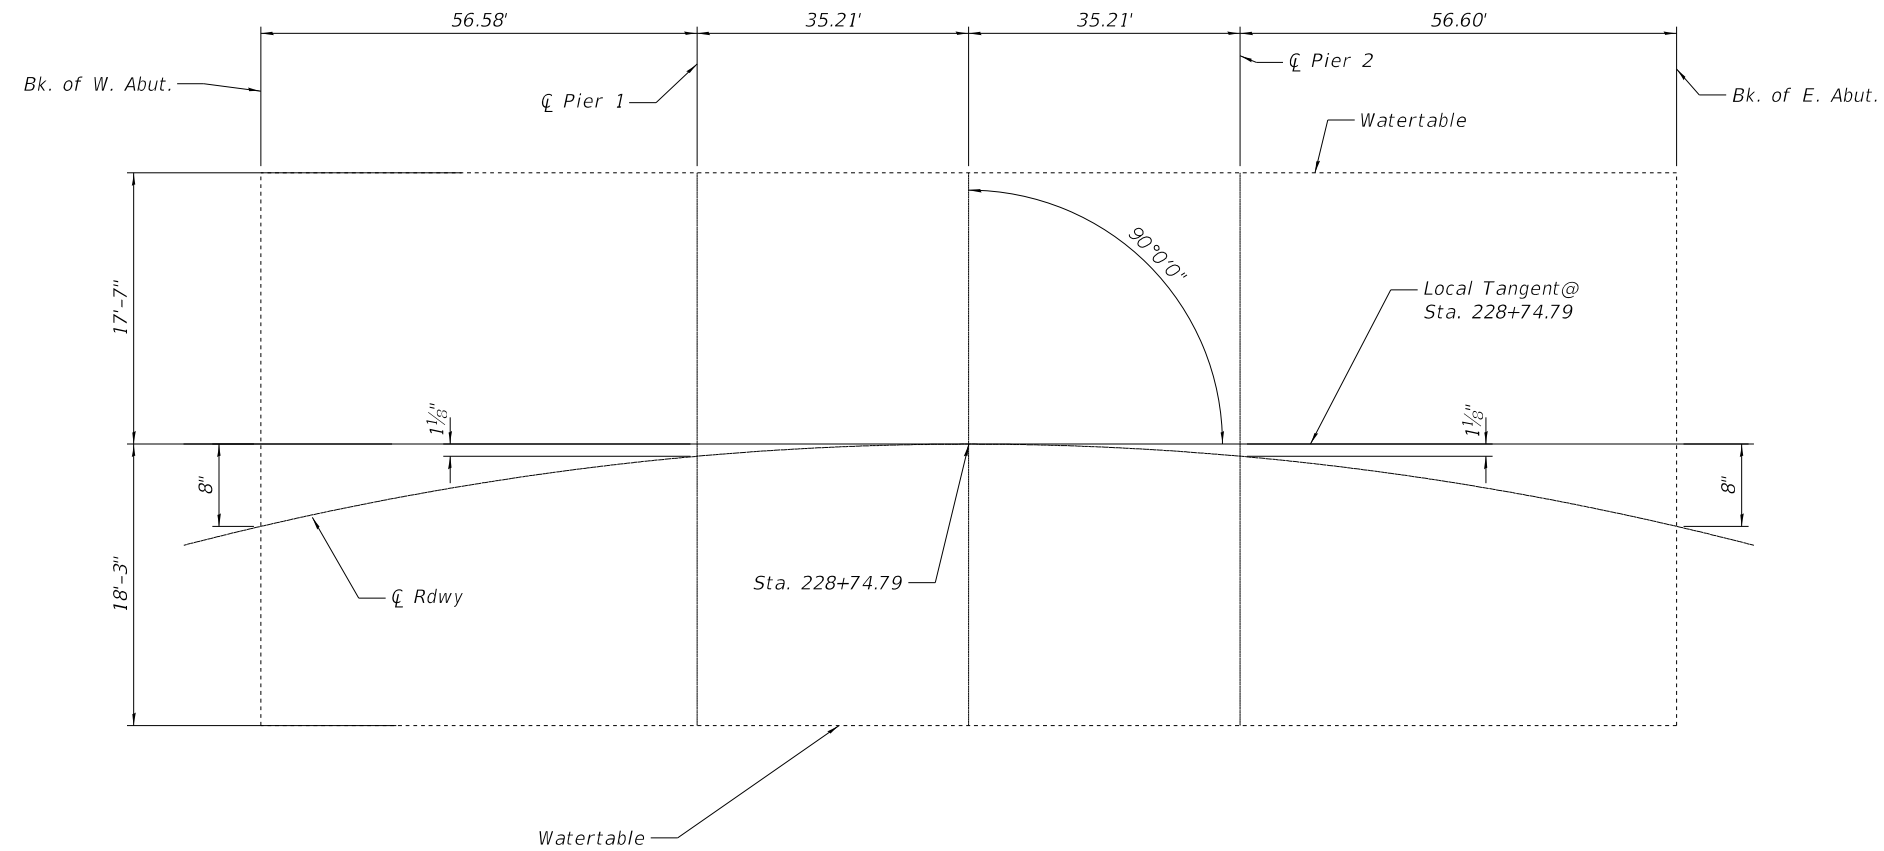 56.58'
35.21'
35.21'
56.60'
Bk. of W. Abut.
℄ Pier 1
℄ Pier 2
Bk. of E. Abut.
Watertable
90°0'0"
17'-7"
Local Tangent@
Sta. 228+74.79
1⅛"
1⅛"
8"
8"
18'-3"
℄ Rdwy
Sta. 228+74.79
Watertable